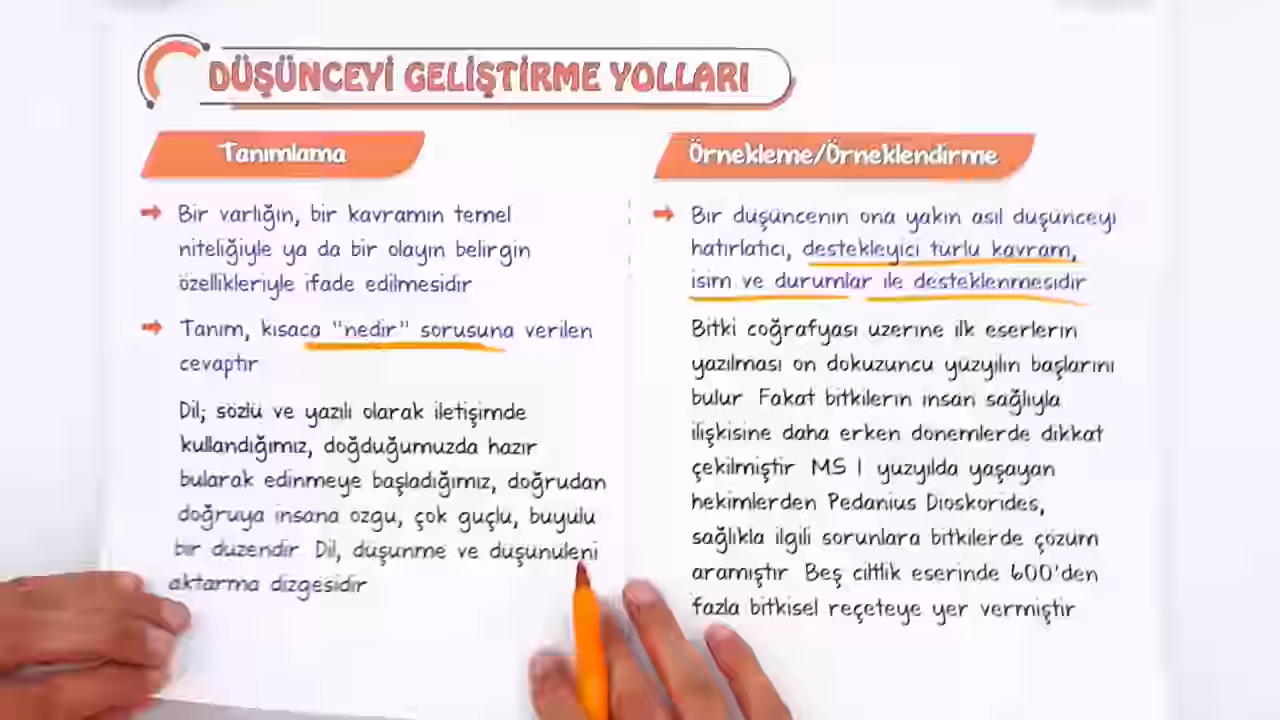 DÜŞÜNCEYİ GELİŞTİRME YOLLARI
Tanımlama
Bir varlığın, bir kavramın temel
niteliğiyle ya da bir olayın belirgin
özellikleriyle ifade edilmesidir
Tanım, kısaca "nedir" sorusuna verilen
cevaptır
Dil; sözlü ve yazılı olarak iletişimde
kullandığımız, doğduğumuzda hazır
bularak edinmeye başladığımız, doğrudan
doğruya insana özgü, çok güçlü, büyülü
bir düzendir Dil, düşünme ve düşünüleni
aktarma dizgesidir
Örnekleme/Örneklendirme
Bir düşüncenin ona yakın asıl düşünceyi
hatırlatıcı, destekleyici türlü kavram,
isim ve durumlar ile desteklenmesidir
Bitki coğrafyası üzerine ilk eserlerin
yazılması on dokuzuncu yüzyılın başlarını
bulur Fakat bitkilerin insan sağlıyla
ilişkisine daha erken dönemlerde dikkat
çekilmiştir MS I yüzyılda yaşayan
hekimlerden Pedanius Dioskorides,
sağlıkla ilgili sorunlara bitkilerde çözüm
aramıştır Beş ciltlik eserinde 600'den
fazla bitkisel reçeteye yer vermiştir